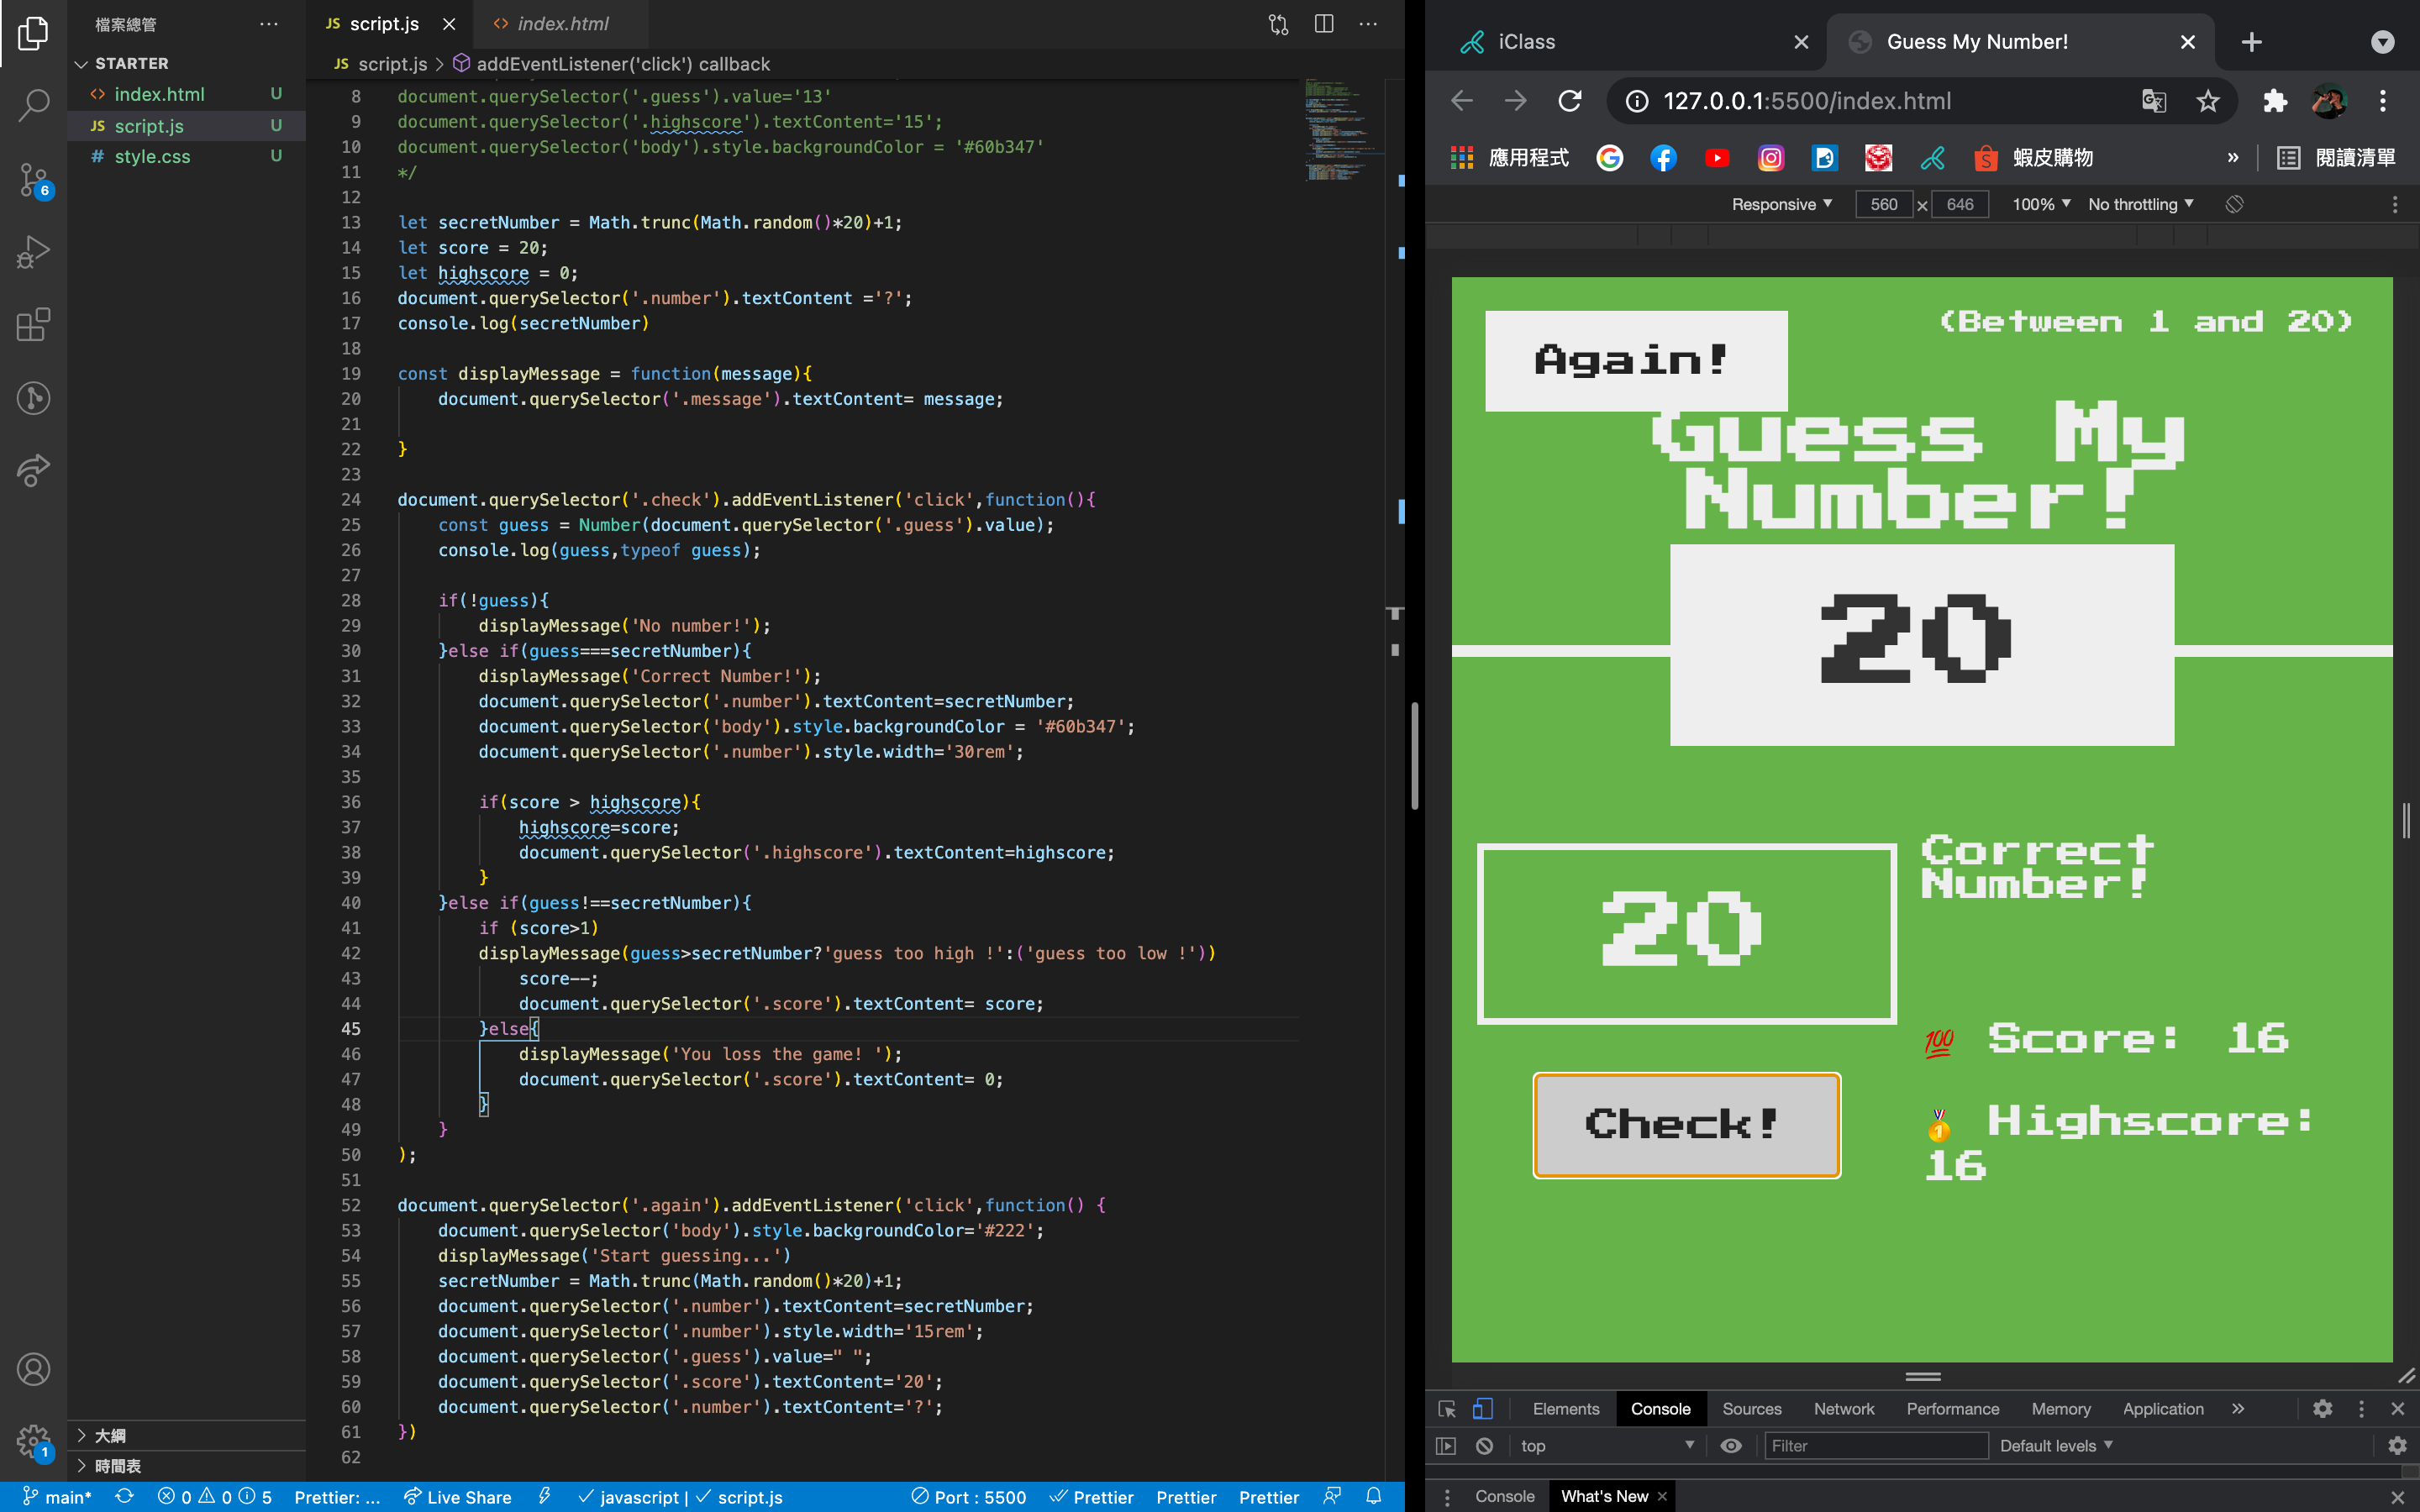 檔案總管
STARTER
index.html U
script.js U
style.css U
大綱
時間表
6
1
JS script.js
index.html
JS script.js > addEventListener('click') callback
8 document.querySelector('.guess').value='13'
9 document.querySelector('.highscore').textContent='15';
10 document.querySelector('body').style.backgroundColor = '#60b347'
11 */
12
13 let secretNumber = Math.trunc(Math.random()*20)+1;
14 let score = 20;
15 let highscore = 0;
16 document.querySelector('.number').textContent ='?';
17 console.log(secretNumber)
18
19 const displayMessage = function(message){
20 document.querySelector('.message').textContent= message;
21
22 }
23
24 document.querySelector('.check').addEventListener('click',function(){
25 const guess = Number(document.querySelector('.guess').value);
26 console.log(guess,typeof guess);
27
28 if(!guess){
29 displayMessage('No number!');
30 }else if(guess===secretNumber){
31 displayMessage('Correct Number!');
32 document.querySelector('.number').textContent=secretNumber;
33 document.querySelector('body').style.backgroundColor = '#60b347';
34 document.querySelector('.number').style.width='30rem';
35
36 if(score > highscore){
37 highscore=score;
38 document.querySelector('.highscore').textContent=highscore;
39 }
40 }else if(guess!==secretNumber){
41 if (score>1)
42 displayMessage(guess>secretNumber?'guess too high !':('guess too low !'))
43 score--;
44 document.querySelector('.score').textContent= score;
45 }else{
46 displayMessage('You loss the game! ');
47 document.querySelector('.score').textContent= 0;
48 }
49 }
50 );
51
52 document.querySelector('.again').addEventListener('click',function() {
53 document.querySelector('body').style.backgroundColor='#222';
54 displayMessage('Start guessing...')
55 secretNumber = Math.trunc(Math.random()*20)+1;
56 document.querySelector('.number').textContent=secretNumber;
57 document.querySelector('.number').style.width='15rem';
58 document.querySelector('.guess').value=" ";
59 document.querySelector('.score').textContent='20';
60 document.querySelector('.number').textContent='?';
61 })
62
main* 0 0 5 Prettier: ... Live Share javascript | script.js Port : 5500 Prettier Prettier Prettier
iClass
Guess My Number!
127.0.0.1:5500/index.html
應用程式 蝦皮購物 » 閱讀清單
Responsive 560 × 646 100% No throttling
(Between 1 and 20)
Again!
Guess My
Number!
20
20
Correct
Number!
💯 Score: 16
Check!
🥇 Highscore:
16
Elements Console Sources Network Performance Memory Application »
top Filter Default levels
Console What's New